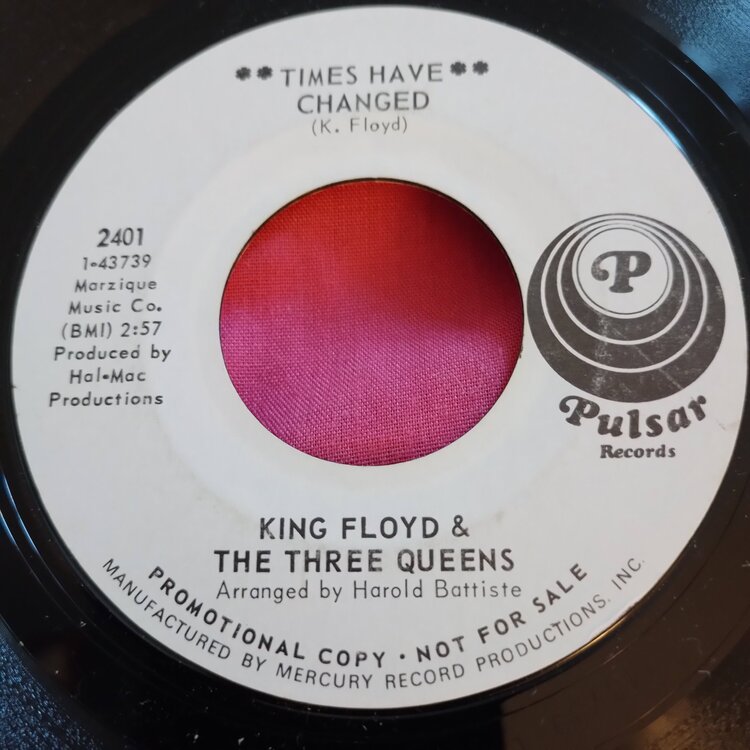 **TIMES HAVE**
CHANGED
(K. Floyd)
2401
1-43739
Marzique
Music Co.
(BMI) 2:57
Produced by
Hal-Mac
Productions
P
Pulsar
Records
KING FLOYD &
THE THREE QUEENS
Arranged by Harold Battiste
PROMOTIONAL COPY · NOT FOR SALE
MANUFACTURED BY MERCURY RECORD PRODUCTIONS, INC.